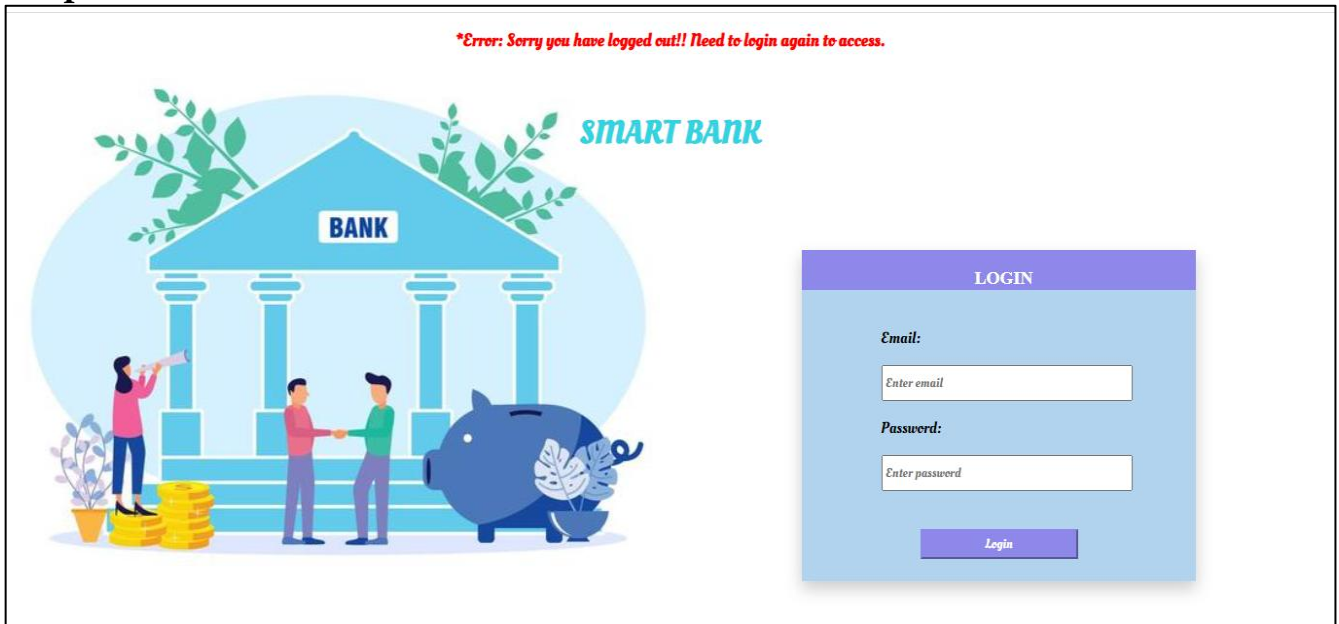 *Error: Sorry you have logged out!! Need to login again to access.
SMART BANK
BANK
LOGIN
Email:
Enter email
Password:
Enter password
Login